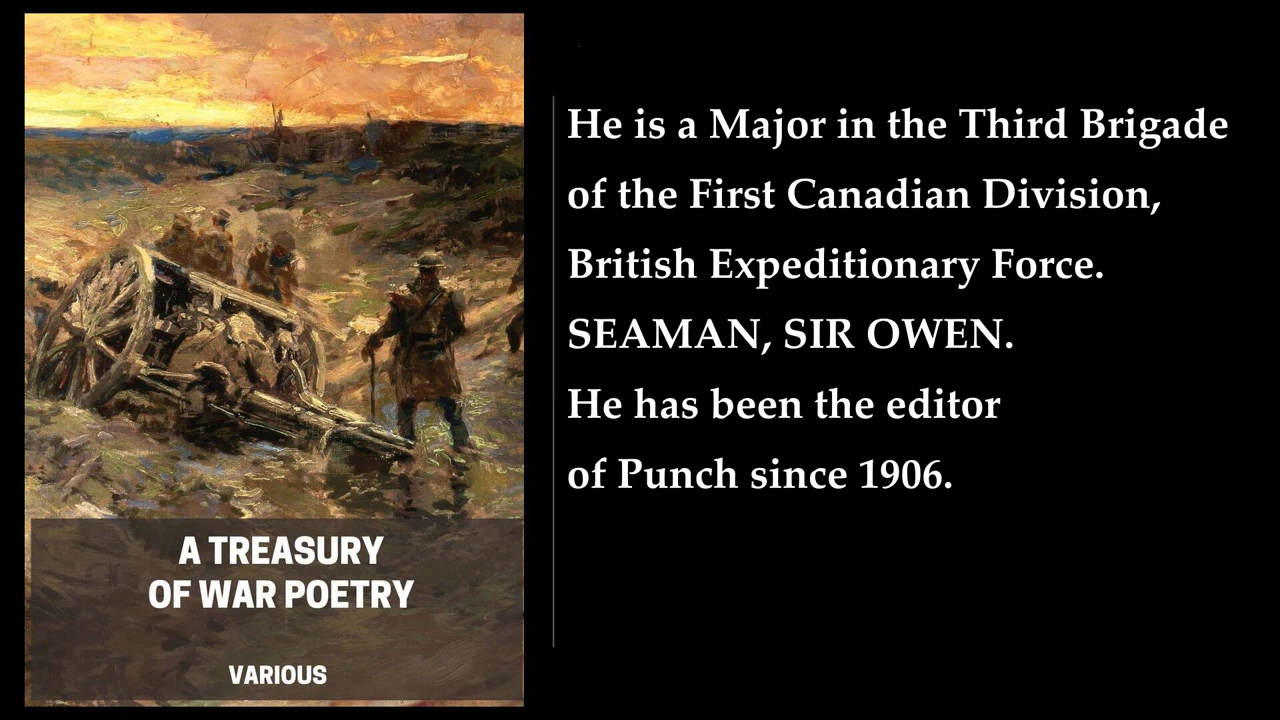 He is a Major in the Third Brigade
of the First Canadian Division,
British Expeditionary Force.
SEAMAN, SIR OWEN.
He has been the editor
of Punch since 1906.
A TREASURY
OF WAR POETRY
VARIOUS